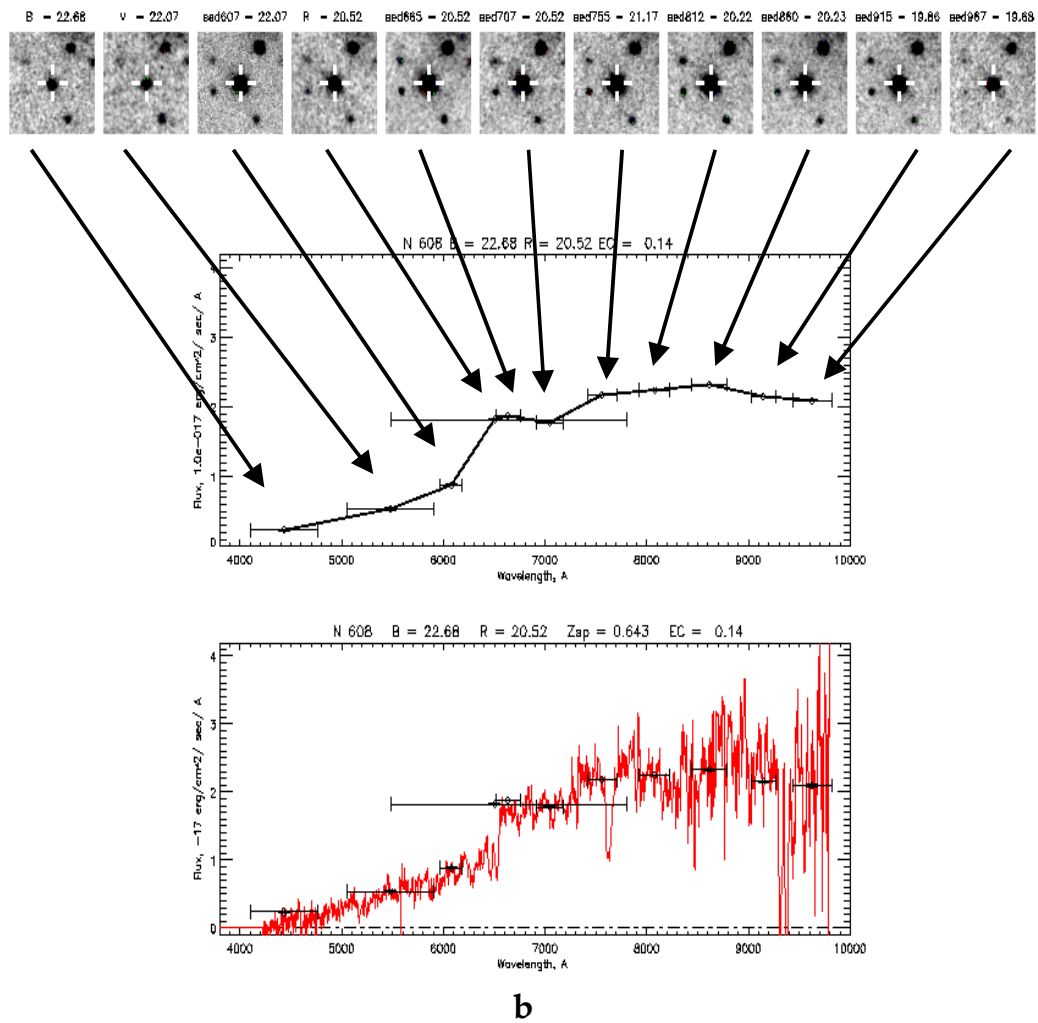 B - 22.68 V - 22.07 sed607 - 22.07 R - 20.52 sed665 - 20.52 sed707 - 20.52 sed755 - 21.17 sed812 - 20.22 sed860 - 20.23 sed915 - 19.86 sed967 - 19.68
N 608 B = 22.68 R = 20.52 EC = 0.14
Flux, 1.0e-017 erg/cm^2/ sec/ A
4
3
2
1
0
4000 5000 6000 7000 8000 9000 10000
Wavelength, A
N 608 B = 22.68 R = 20.52 Zsp = 0.643 EC = 0.14
Flux, -17 erg/cm^2/ sec/ A
4
3
2
1
0
4000 5000 6000 7000 8000 9000 10000
Wavelength, A
b